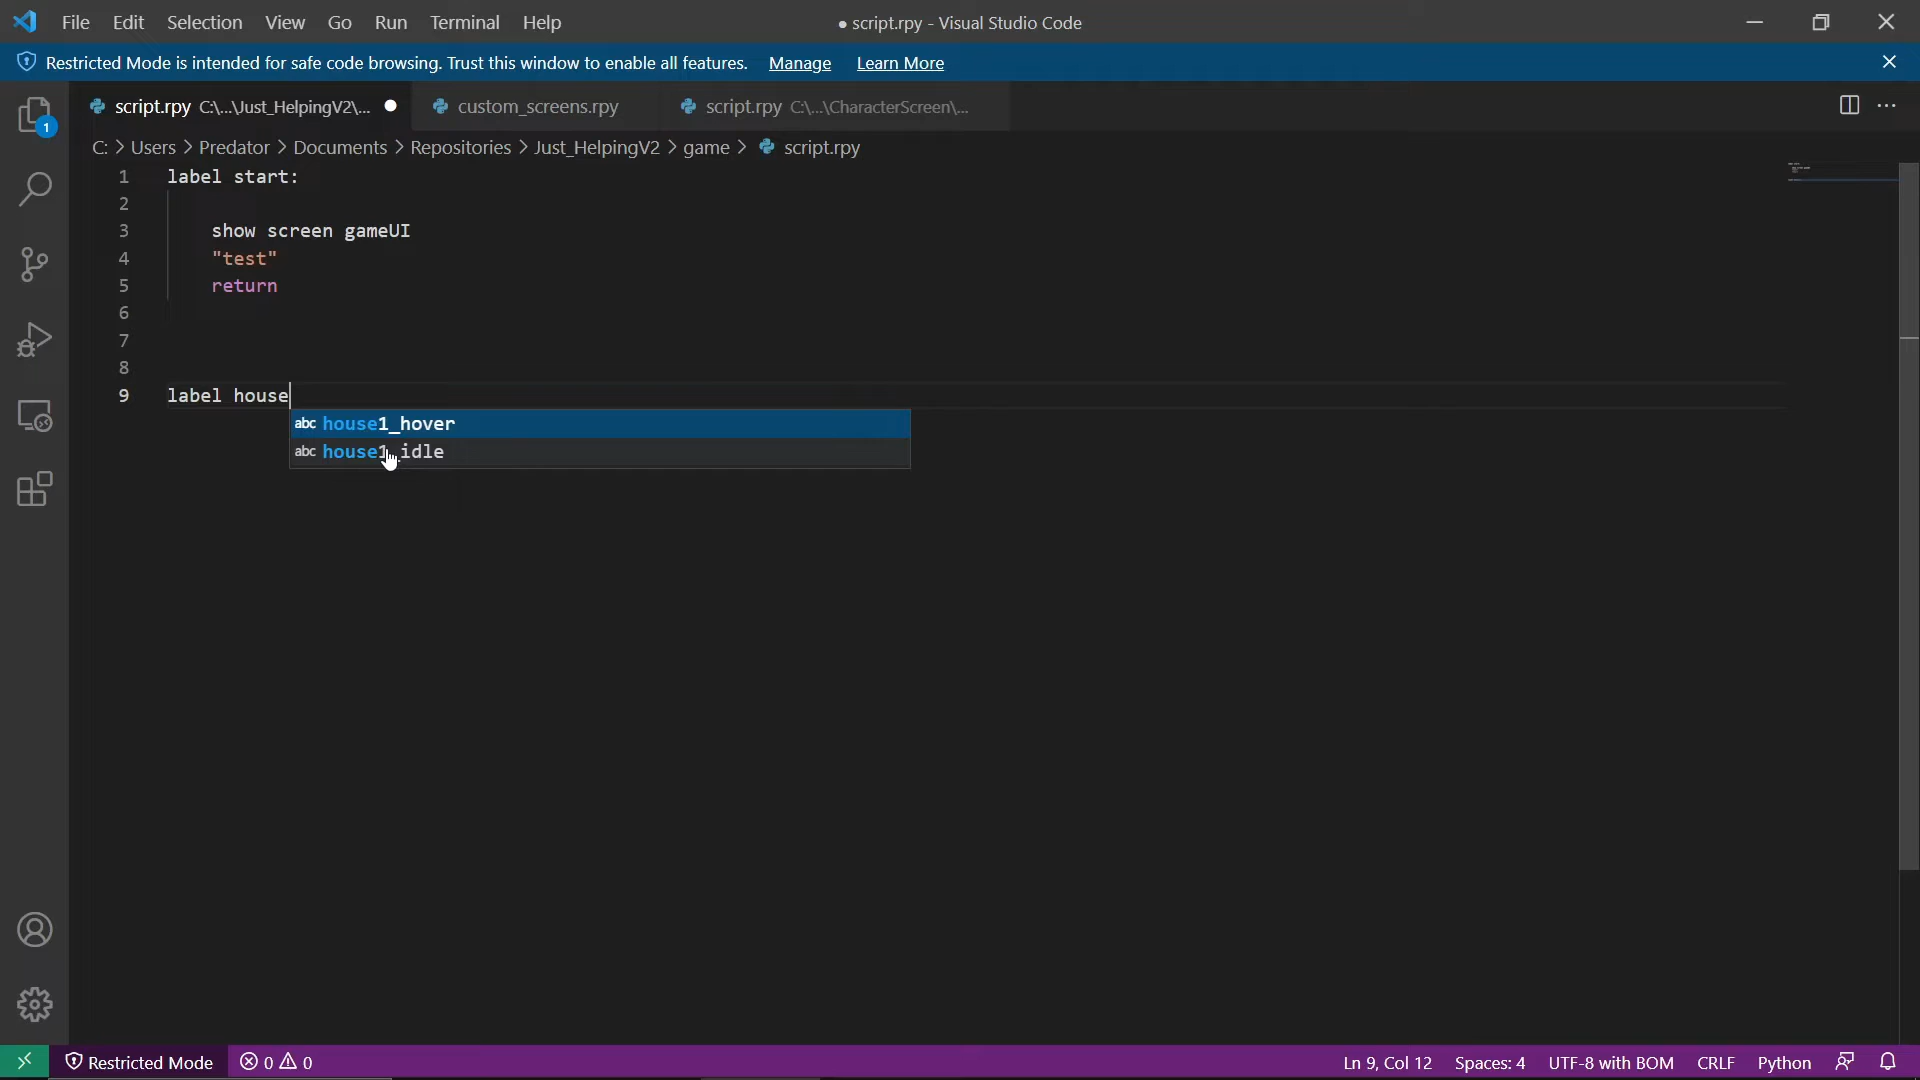 File Edit Selection View Go Run Terminal Help ● script.rpy - Visual Studio Code
Restricted Mode is intended for safe code browsing. Trust this window to enable all features. Manage Learn More
script.rpy C:\...\Just_HelpingV2\... custom_screens.rpy script.rpy C:\...\CharacterScreen\...
C: > Users > Predator > Documents > Repositories > Just_HelpingV2 > game > script.rpy
1 label start:
2
3 show screen gameUI
4 "test"
5 return
6
7
8
9 label house
abc house1_hover
abc house1_idle
1
Restricted Mode 0 0 Ln 9, Col 12 Spaces: 4 UTF-8 with BOM CRLF Python